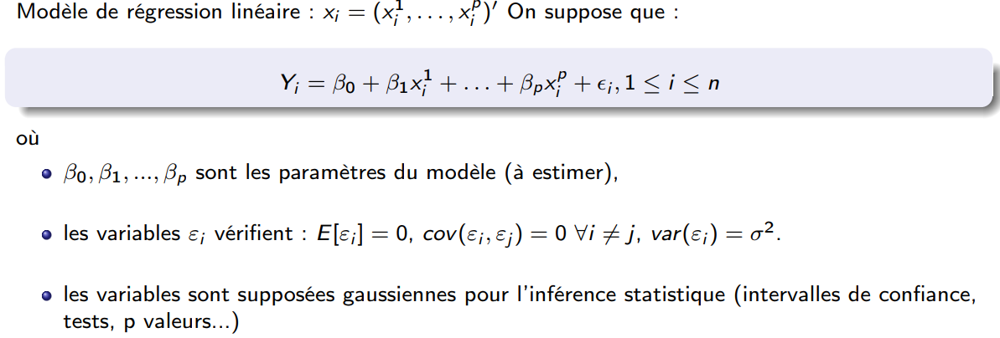 Modèle de régression linéaire : $x_i = (x_i^1, \ldots, x_i^p)'$ On suppose que :
$Y_i = \beta_0 + \beta_1 x_i^1 + \ldots + \beta_p x_i^p + \epsilon_i, 1 \leq i \leq n$
où
$\beta_0, \beta_1, ..., \beta_p$ sont les paramètres du modèle (à estimer),
les variables $\varepsilon_i$ vérifient : $E[\varepsilon_i] = 0$, $cov(\varepsilon_i, \varepsilon_j) = 0 \ \forall i \neq j$, $var(\varepsilon_i) = \sigma^2$.
les variables sont supposées gaussiennes pour l'inférence statistique (intervalles de confiance,
tests, p valeurs...)